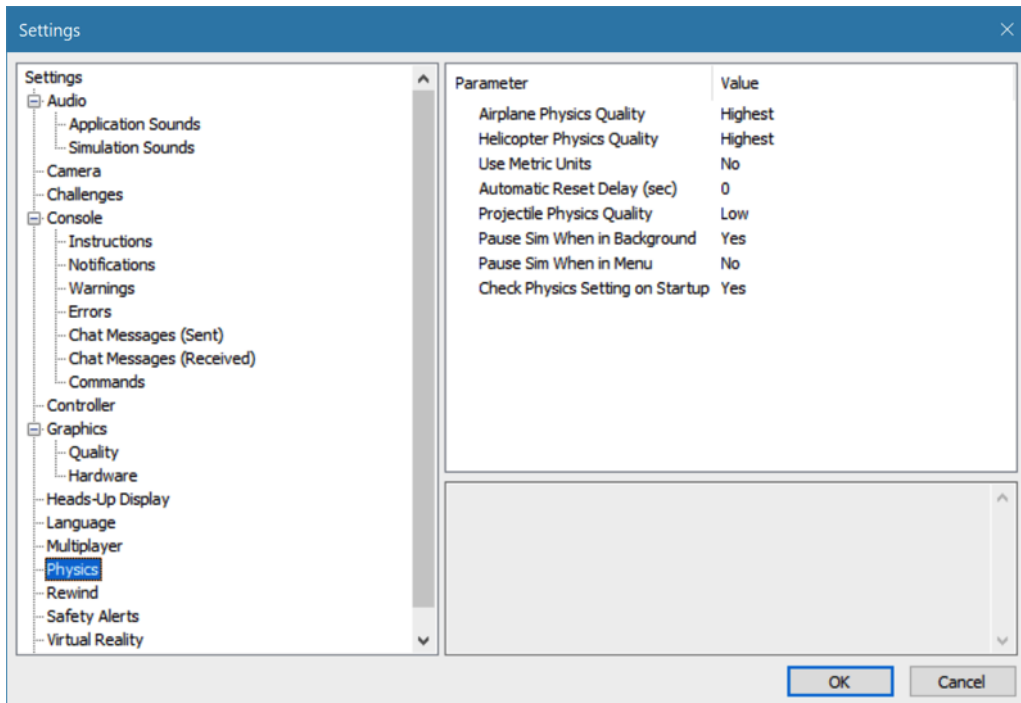 Settings
Settings
Audio
Application Sounds
Simulation Sounds
Camera
Challenges
Console
Instructions
Notifications
Warnings
Errors
Chat Messages (Sent)
Chat Messages (Received)
Commands
Controller
Graphics
Quality
Hardware
Heads-Up Display
Language
Multiplayer
Physics
Rewind
Safety Alerts
Virtual Reality
Parameter Value
Airplane Physics Quality Highest
Helicopter Physics Quality Highest
Use Metric Units No
Automatic Reset Delay (sec) 0
Projectile Physics Quality Low
Pause Sim When in Background Yes
Pause Sim When in Menu No
Check Physics Setting on Startup Yes
OK Cancel